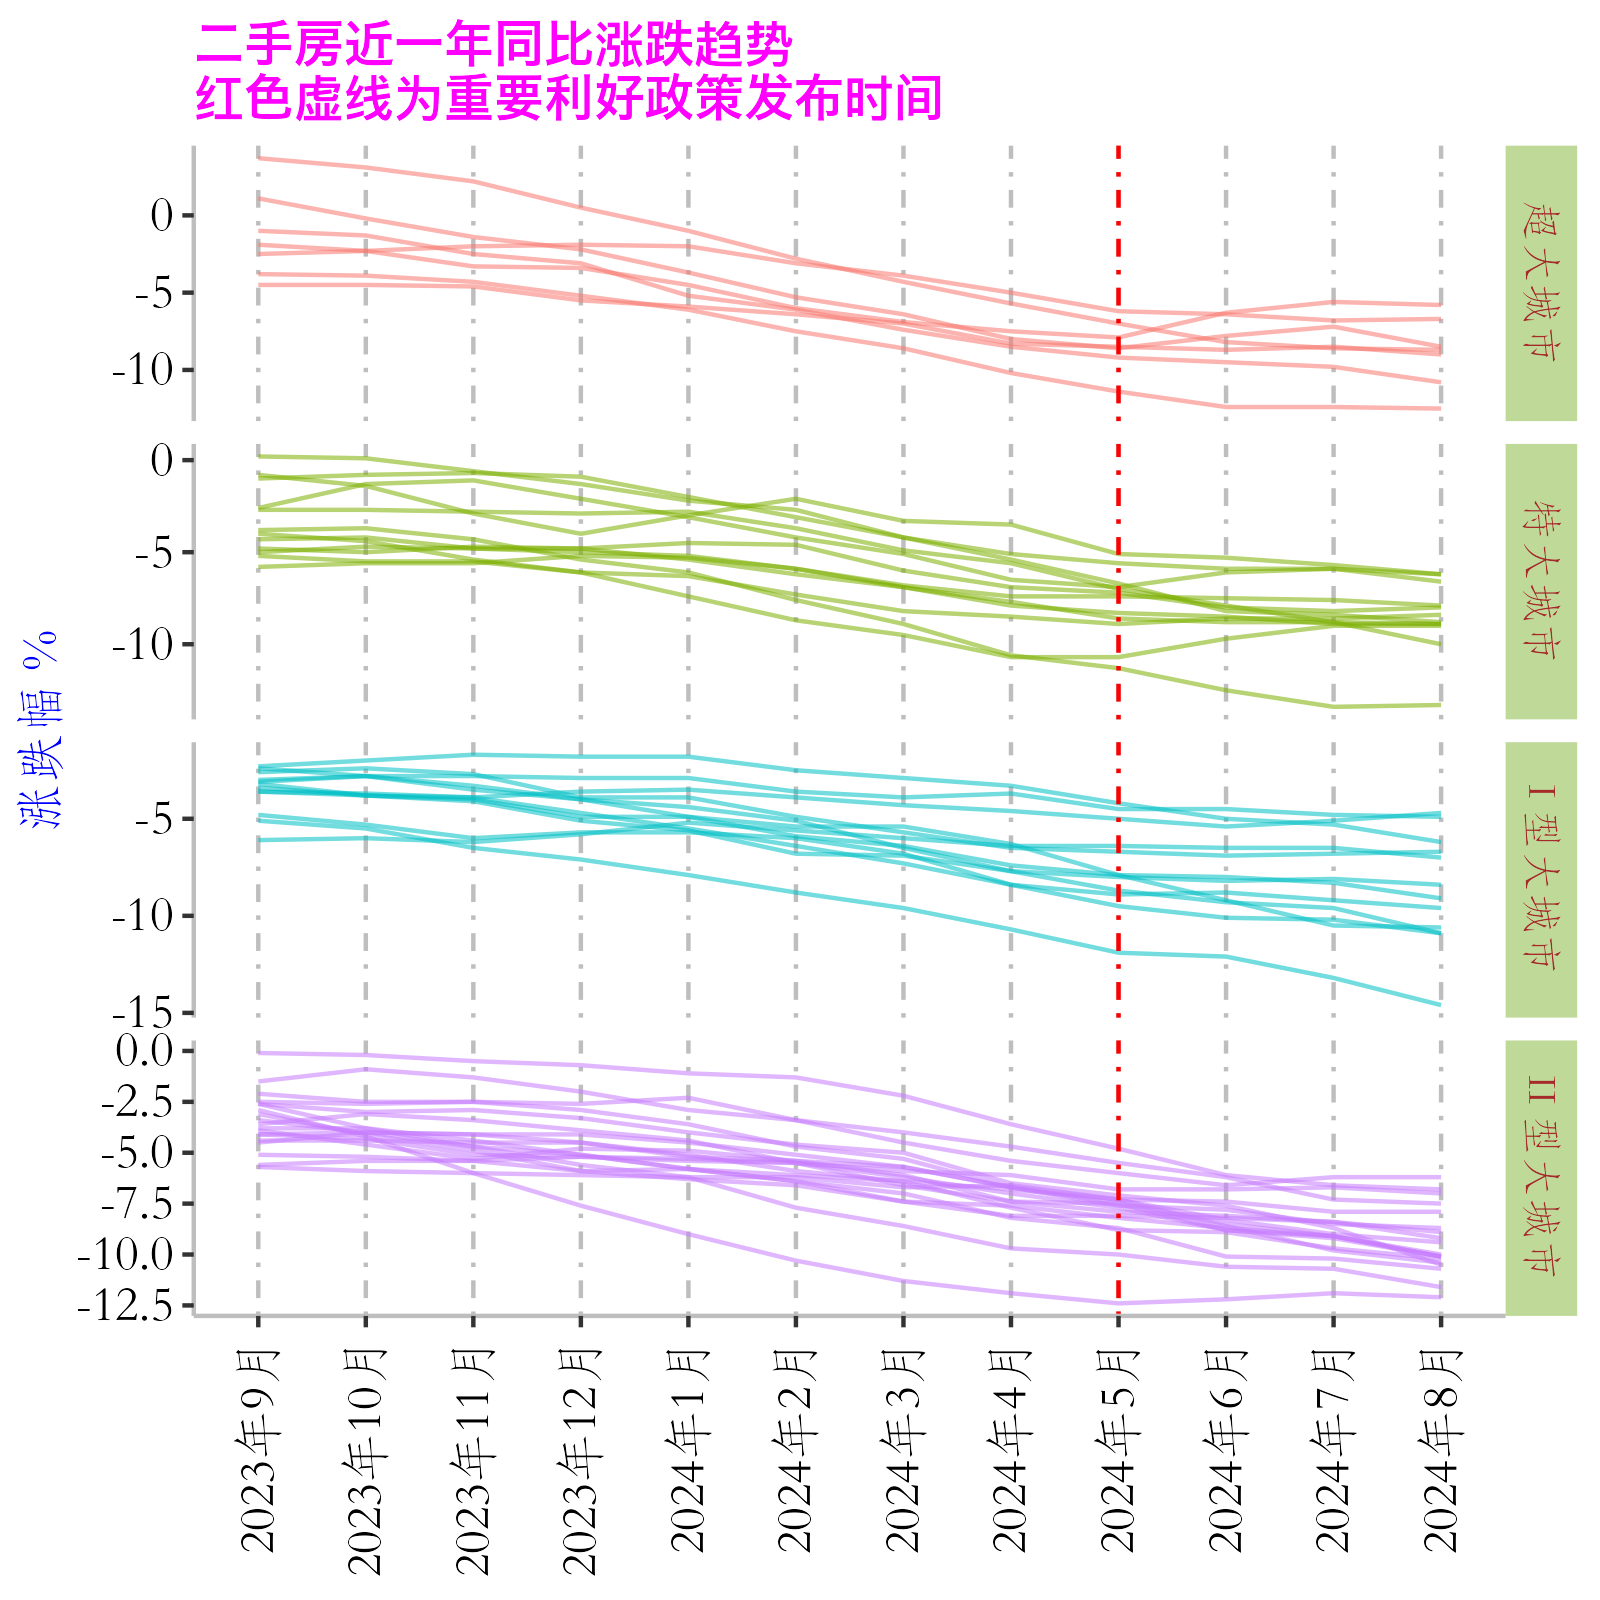 二手房近一年同比涨跌趋势
红色虚线为重要利好政策发布时间
涨跌幅 %
0
-5
-10
超大城市
0
-5
-10
特大城市
-5
-10
-15
I 型大城市
0.0
-2.5
-5.0
-7.5
-10.0
-12.5
II 型大城市
2023年9月
2023年10月
2023年11月
2023年12月
2024年1月
2024年2月
2024年3月
2024年4月
2024年5月
2024年6月
2024年7月
2024年8月